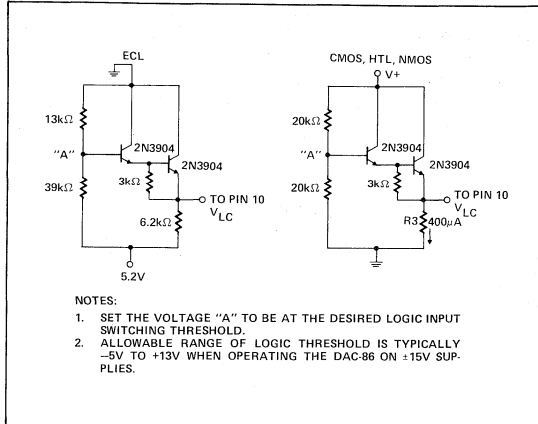 ECL
13kΩ
"A"
2N3904
2N3904
39kΩ
3kΩ
TO PIN 10
VLC
6.2kΩ
5.2V
CMOS, HTL, NMOS
V+
20kΩ
"A"
2N3904
2N3904
20kΩ
3kΩ
TO PIN 10
VLC
R3
400μA
NOTES:
1. SET THE VOLTAGE "A" TO BE AT THE DESIRED LOGIC INPUT
SWITCHING THRESHOLD.
2. ALLOWABLE RANGE OF LOGIC THRESHOLD IS TYPICALLY
–5V TO +13V WHEN OPERATING THE DAC-86 ON ±15V SUP-
PLIES.